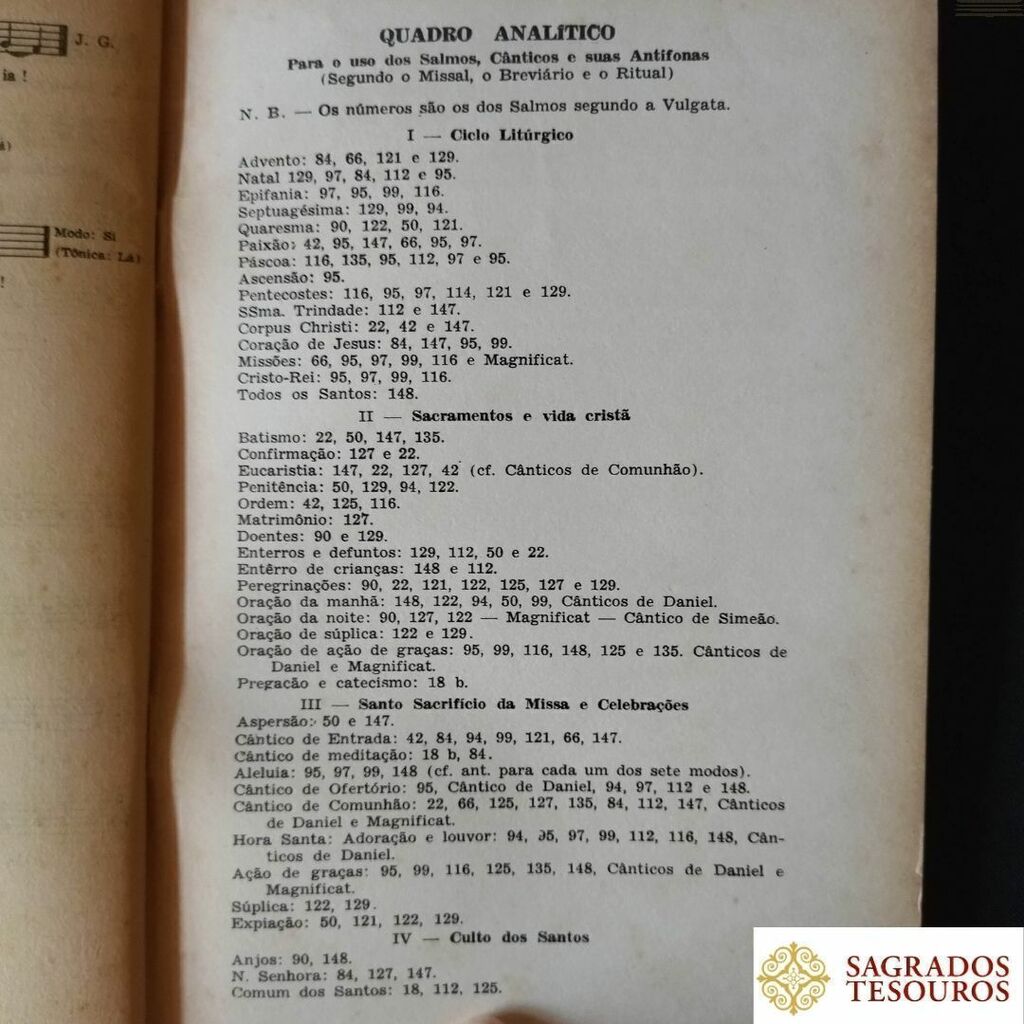 J. G.
ia !
Modo: Si
(Tônica: Lá)
!
QUADRO ANALÍTICO
Para o uso dos Salmos, Cânticos e suas Antífonas
(Segundo o Missal, o Breviário e o Ritual)
N. B. — Os números são os dos Salmos segundo a Vulgata.
I — Ciclo Litúrgico
Advento: 84, 66, 121 e 129.
Natal 129, 97, 84, 112 e 95.
Epifania: 97, 95, 99, 116.
Septuagésima: 129, 99, 94.
Quaresma: 90, 122, 50, 121.
Paixão: 42, 95, 147, 66, 95, 97.
Páscoa: 116, 135, 95, 112, 97 e 95.
Ascensão: 95.
Pentecostes: 116, 95, 97, 114, 121 e 129.
SSma. Trindade: 112 e 147.
Corpus Christi: 22, 42 e 147.
Coração de Jesus: 84, 147, 95, 99.
Missões: 66, 95, 97, 99, 116 e Magnificat.
Cristo-Rei: 95, 97, 99, 116.
Todos os Santos: 148.
II — Sacramentos e vida cristã
Batismo: 22, 50, 147, 135.
Confirmação: 127 e 22.
Eucaristia: 147, 22, 127, 42 (cf. Cânticos de Comunhão).
Penitência: 50, 129, 94, 122.
Ordem: 42, 125, 116.
Matrimônio: 127.
Doentes: 90 e 129.
Enterros e defuntos: 129, 112, 50 e 22.
Entêrro de crianças: 148 e 112.
Peregrinações: 90, 22, 121, 122, 125, 127 e 129.
Oração da manhã: 148, 122, 94, 50, 99, Cânticos de Daniel.
Oração da noite: 90, 127, 122 — Magnificat — Cântico de Simeão.
Oração de súplica: 122 e 129.
Oração de ação de graças: 95, 99, 116, 148, 125 e 135. Cânticos de
Daniel e Magnificat.
Pregacão e catecismo: 18 b.
III — Santo Sacrifício da Missa e Celebrações
Aspersão: 50 e 147.
Cântico de Entrada: 42, 84, 94, 99, 121, 66, 147.
Cântico de meditação: 18 b, 84.
Aleluia: 95, 97, 99, 148 (cf. ant. para cada um dos sete modos).
Cântico de Ofertório: 95, Cântico de Daniel, 94, 97, 112 e 148.
Cântico de Comunhão: 22, 66, 125, 127, 135, 84, 112, 147, Cânticos
de Daniel e Magnificat.
Hora Santa: Adoração e louvor: 94, 95, 97, 99, 112, 116, 148, Cân-
ticos de Daniel.
Ação de graças: 95, 99, 116, 125, 135, 148, Cânticos de Daniel e
Magnificat.
Súplica: 122, 129.
Expiação: 50, 121, 122, 129.
IV — Culto dos Santos
Anjos: 90, 148.
N. Senhora: 84, 127, 147.
Comum dos Santos: 18, 112, 125.
SAGRADOS
TESOUROS